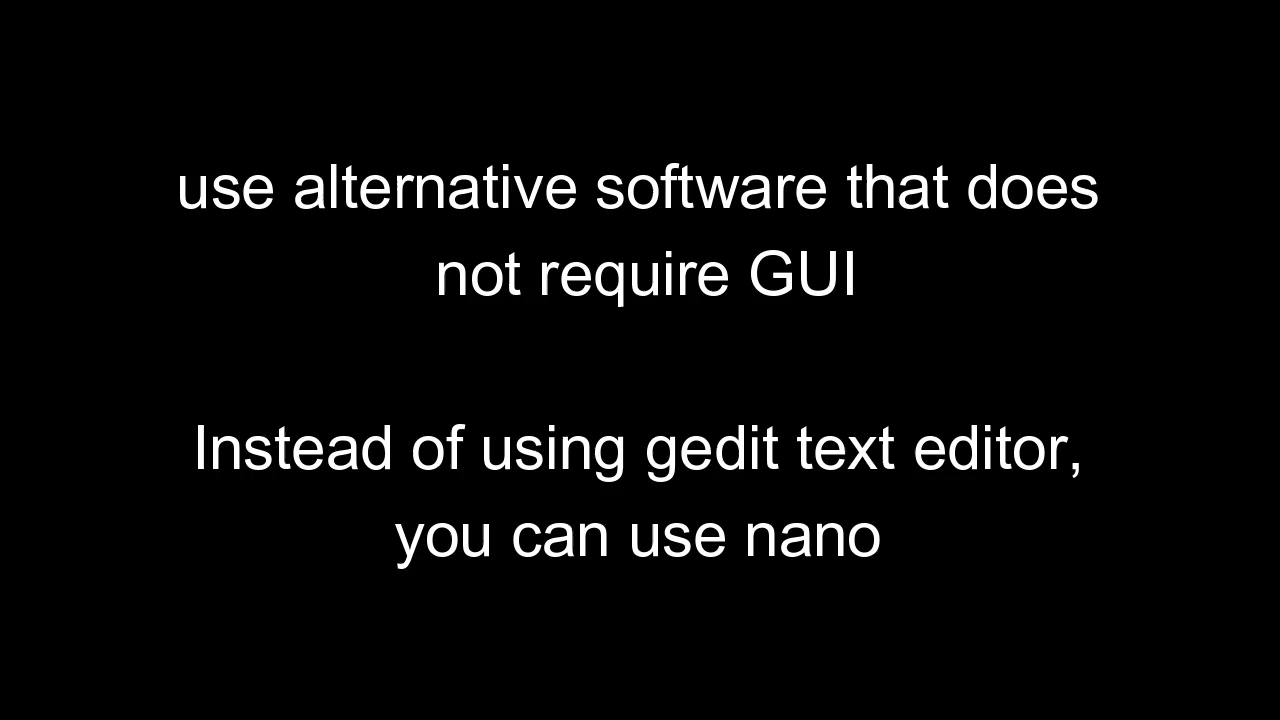 use alternative software that does
not require GUI
Instead of using gedit text editor,
you can use nano